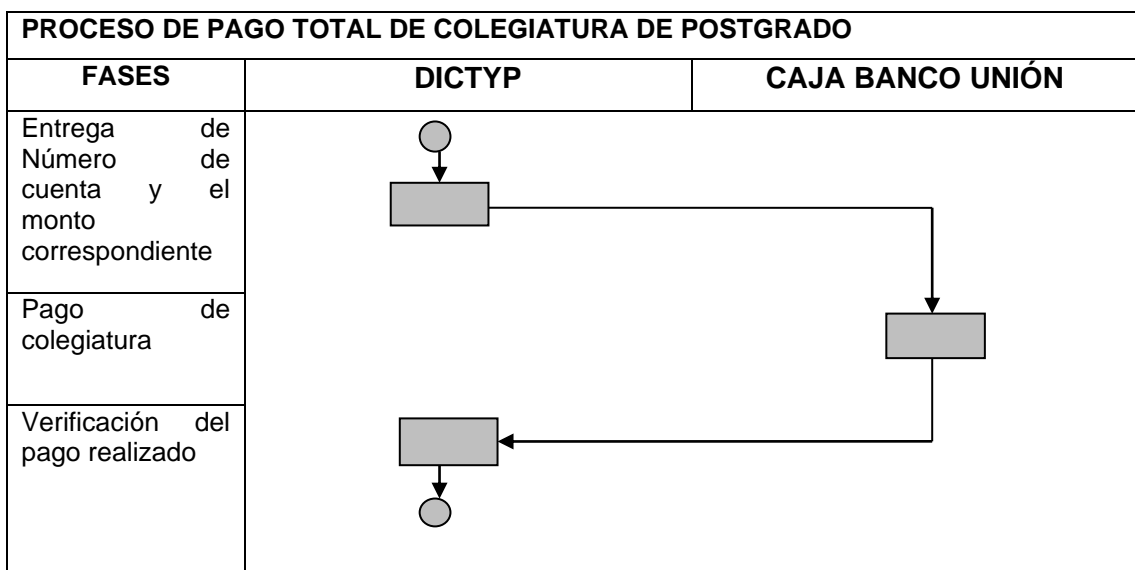 PROCESO DE PAGO TOTAL DE COLEGIATURA DE POSTGRADO
FASES
DICTYP
CAJA BANCO UNIÓN
Entrega de
Número de
cuenta y el
monto
correspondiente
Pago de
colegiatura
Verificación del
pago realizado